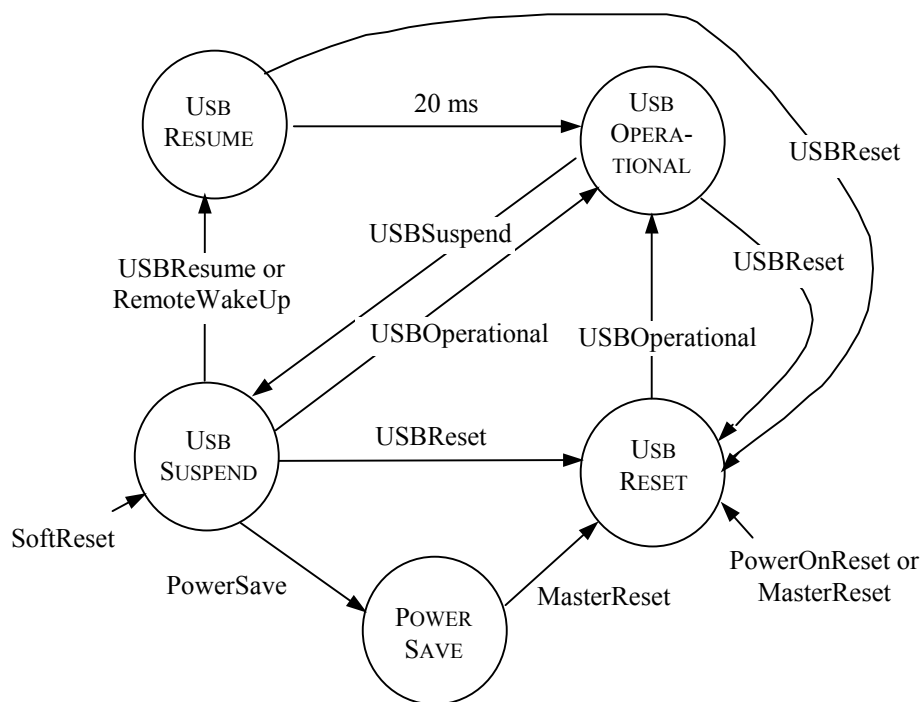 USB
RESUME
20 ms
USB
OPERA-
TIONAL
USBReset
USBSuspend
USBReset
USBResume or
RemoteWakeUp
USBOperational
USBOperational
USB
SUSPEND
USBReset
USB
RESET
SoftReset
PowerSave
MasterReset
PowerOnReset or
MasterReset
POWER
SAVE